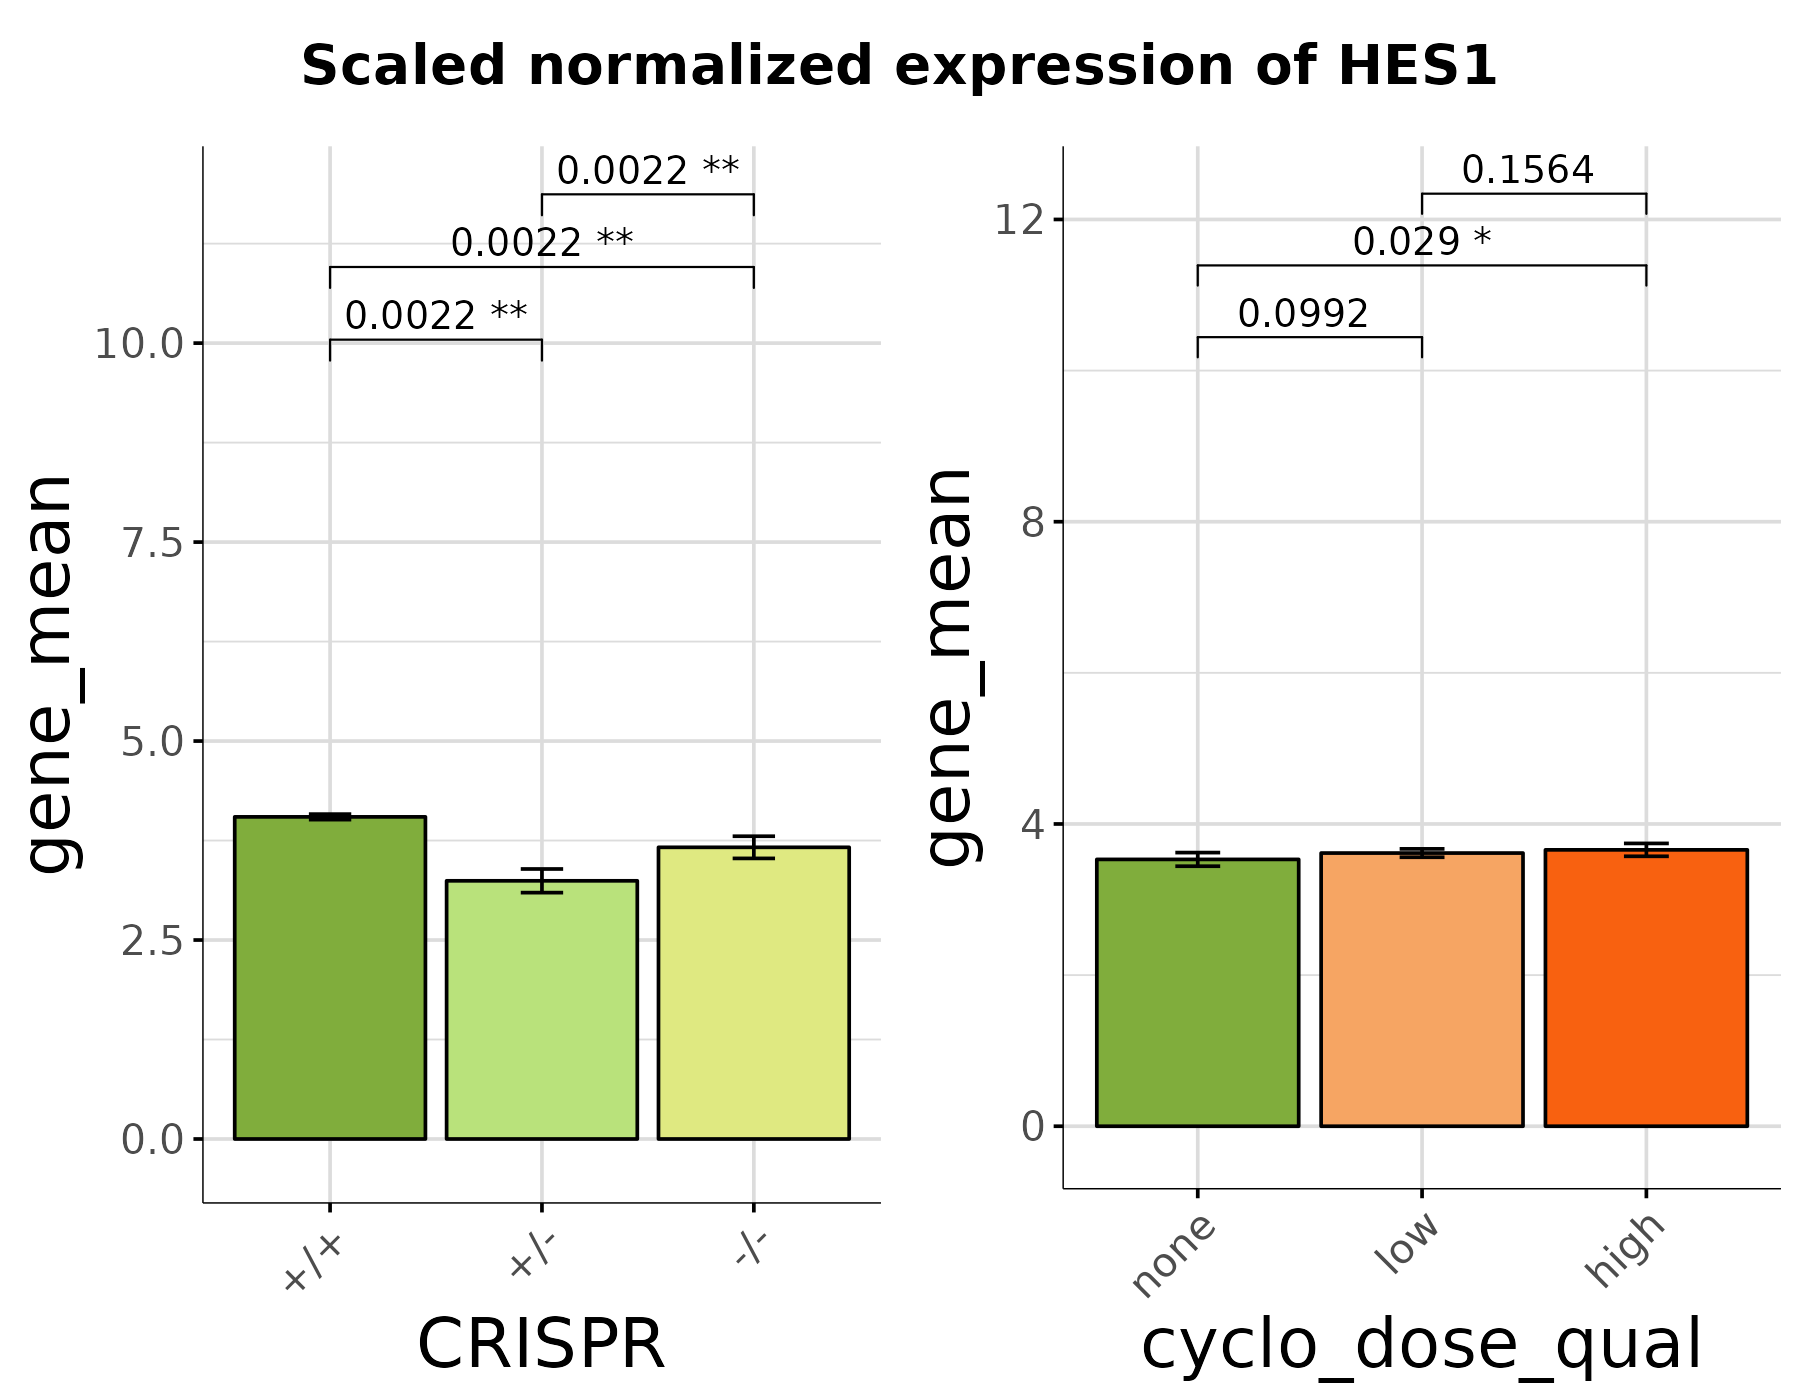 Scaled normalized expression of HES1
gene_mean
10.0
7.5
5.0
2.5
0.0
0.0022 **
0.0022 **
0.0022 **
+/+
+/-
-/-
CRISPR
gene_mean
12
8
4
0
0.1564
0.029 *
0.0992
none
low
high
cyclo_dose_qual